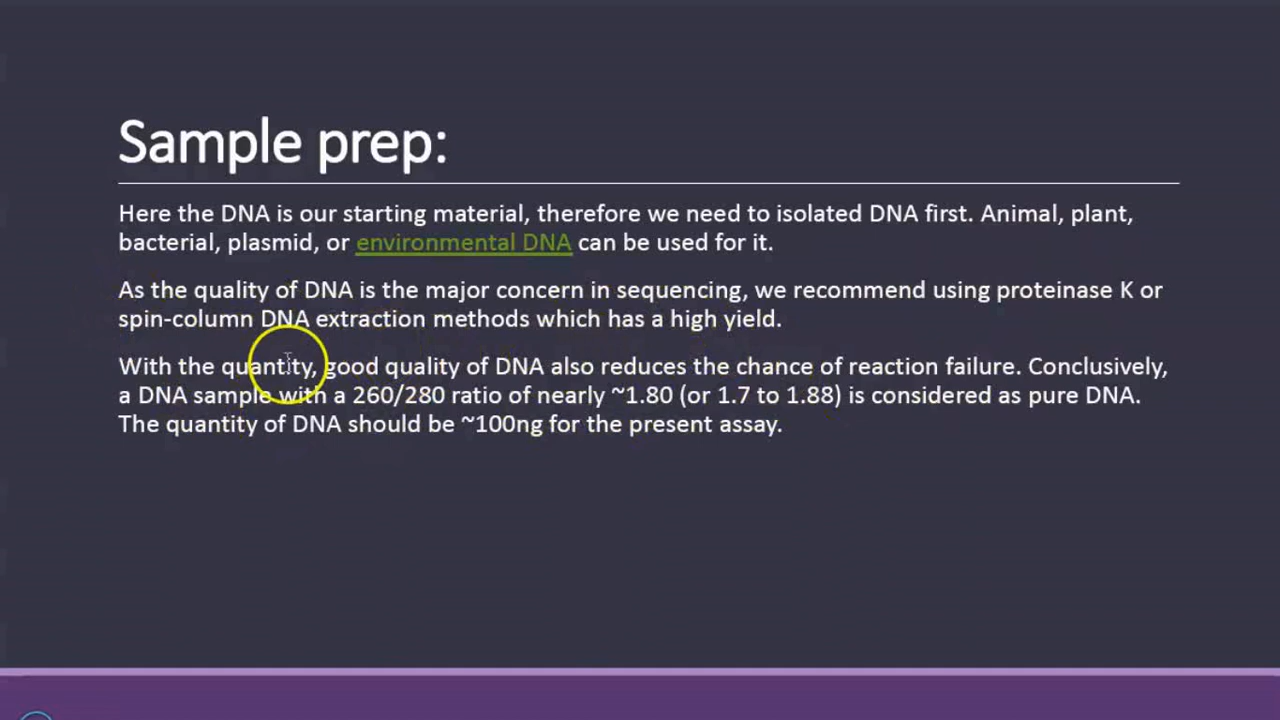 Sample prep:
Here the DNA is our starting material, therefore we need to isolated DNA first. Animal, plant,
bacterial, plasmid, or environmental DNA can be used for it.
As the quality of DNA is the major concern in sequencing, we recommend using proteinase K or
spin-column DNA extraction methods which has a high yield.
With the quantity, good quality of DNA also reduces the chance of reaction failure. Conclusively,
a DNA sample with a 260/280 ratio of nearly ~1.80 (or 1.7 to 1.88) is considered as pure DNA.
The quantity of DNA should be ~100ng for the present assay.